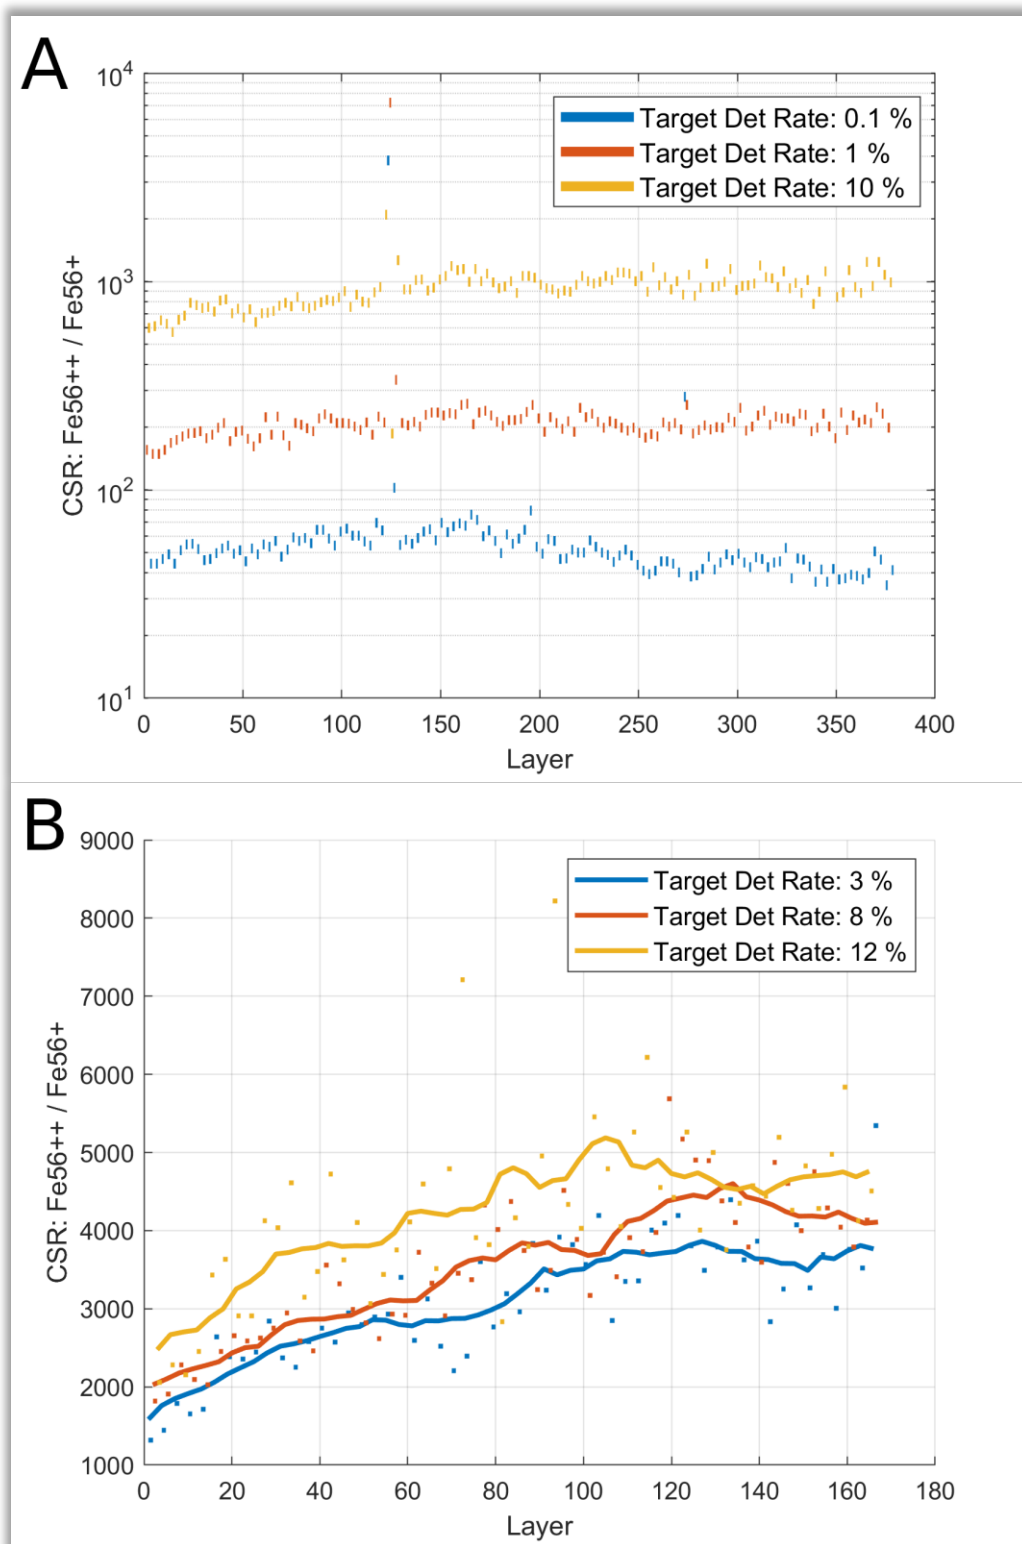 A
10^4
10^3
10^2
10^1
CSR: Fe56++ / Fe56+
Target Det Rate: 0.1 %
Target Det Rate: 1 %
Target Det Rate: 10 %
0 50 100 150 200 250 300 350 400
Layer
B
9000
8000
7000
6000
5000
4000
3000
2000
1000
CSR: Fe56++ / Fe56+
Target Det Rate: 3 %
Target Det Rate: 8 %
Target Det Rate: 12 %
0 20 40 60 80 100 120 140 160 180
Layer